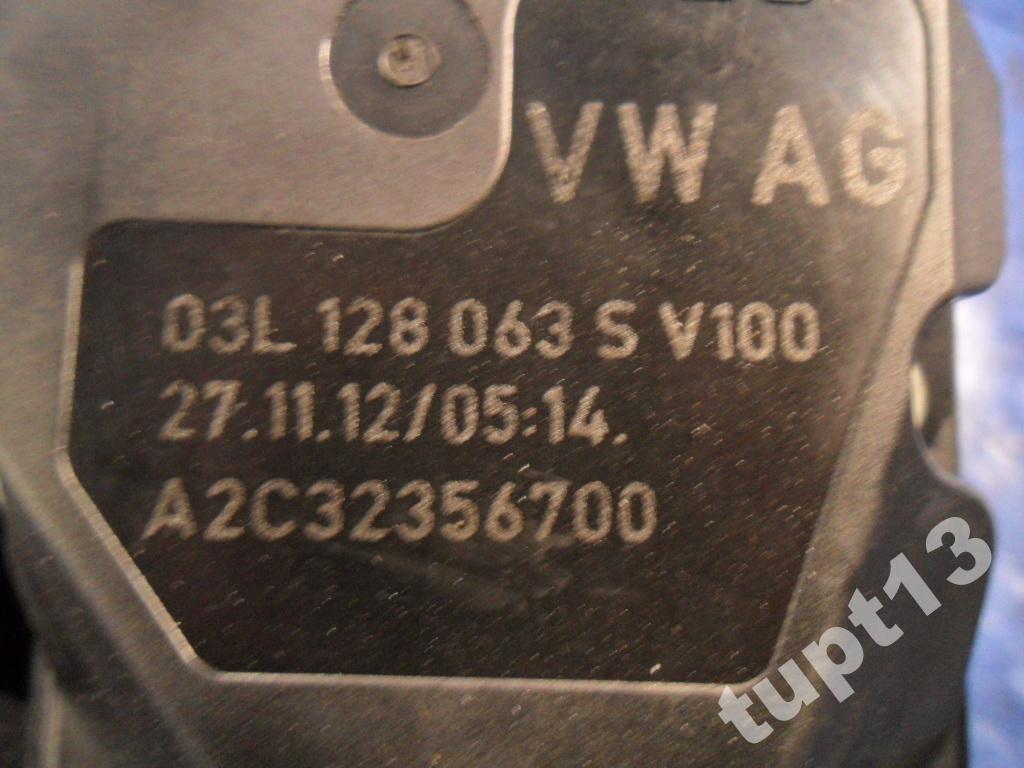 VW AG
03L 128 063 S V100
27.11.12/05:14.
A2C32356700
tupt13